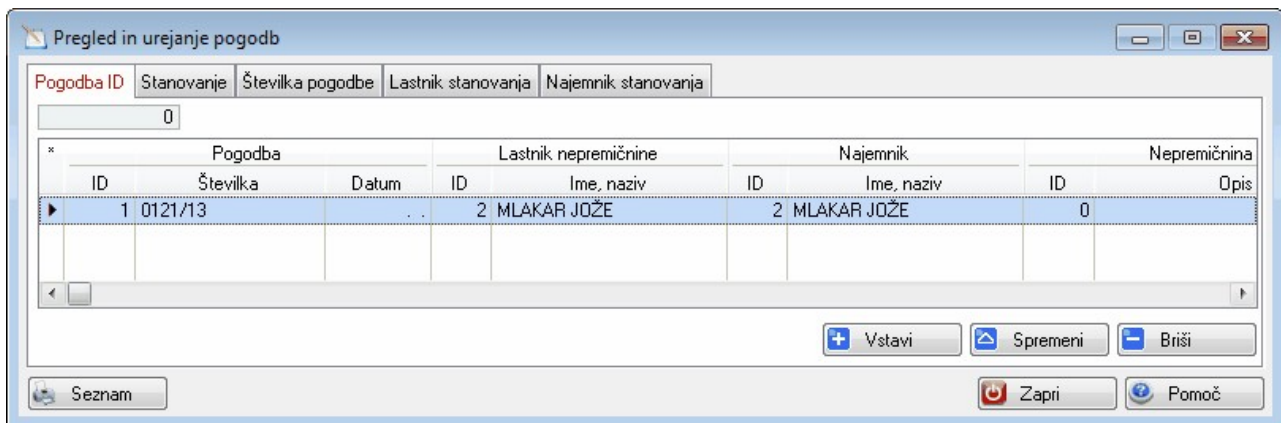 Pregled in urejanje pogodb
Pogodba ID Stanovanje Številka pogodbe Lastnik stanovanja Najemnik stanovanja
0
* Pogodba Lastnik nepremičnine Najemnik Nepremičnina
ID Številka Datum ID Ime, naziv ID Ime, naziv ID Opis
1 0121/13 . . 2 MLAKAR JOŽE 2 MLAKAR JOŽE 0
Vstavi Spremeni Briši
Seznam Zapri Pomoč